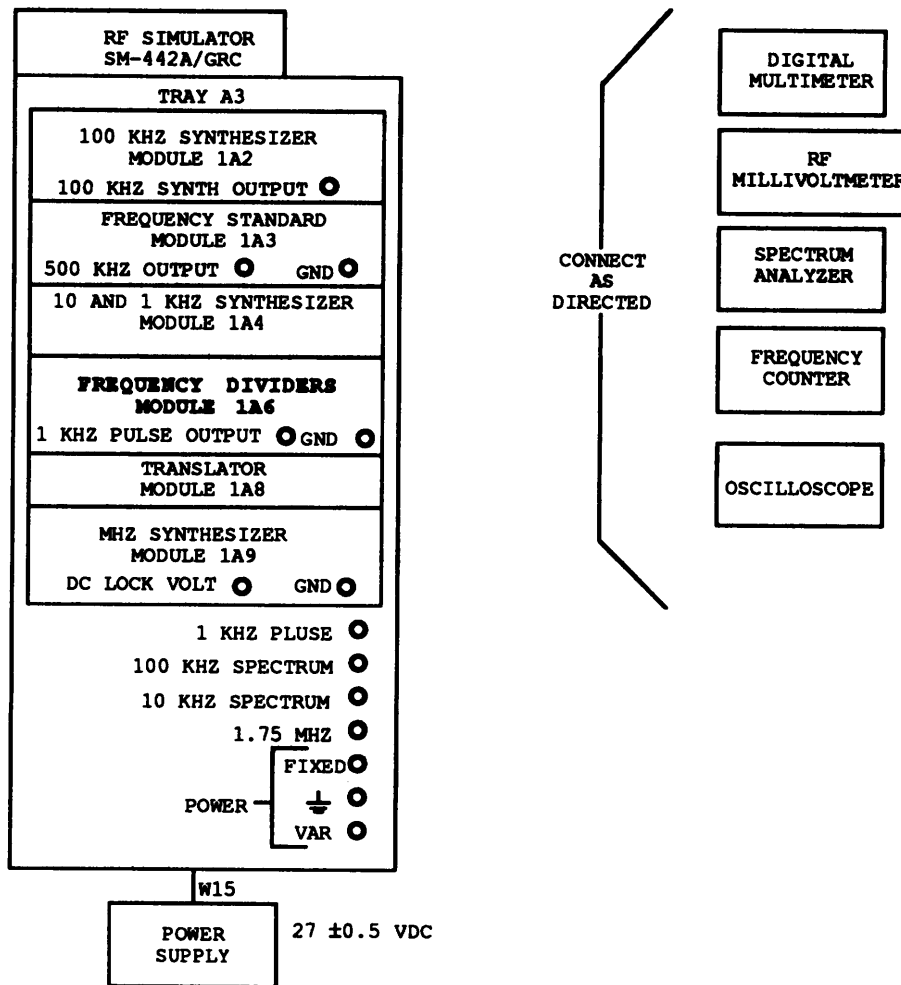 RF SIMULATOR
SM-442A/GRC
TRAY A3
100 KHZ SYNTHESIZER
MODULE 1A2
100 KHZ SYNTH OUTPUT
FREQUENCY STANDARD
MODULE 1A3
500 KHZ OUTPUT GND
10 AND 1 KHZ SYNTHESIZER
MODULE 1A4
FREQUENCY DIVIDERS
MODULE 1A6
1 KHZ PULSE OUTPUT GND
TRANSLATOR
MODULE 1A8
MHZ SYNTHESIZER
MODULE 1A9
DC LOCK VOLT GND
1 KHZ PLUSE
100 KHZ SPECTRUM
10 KHZ SPECTRUM
1.75 MHZ
FIXED
POWER
VAR
W15
POWER
SUPPLY
27 ±0.5 VDC
CONNECT
AS
DIRECTED
DIGITAL
MULTIMETER
RF
MILLIVOLTMETER
SPECTRUM
ANALYZER
FREQUENCY
COUNTER
OSCILLOSCOPE